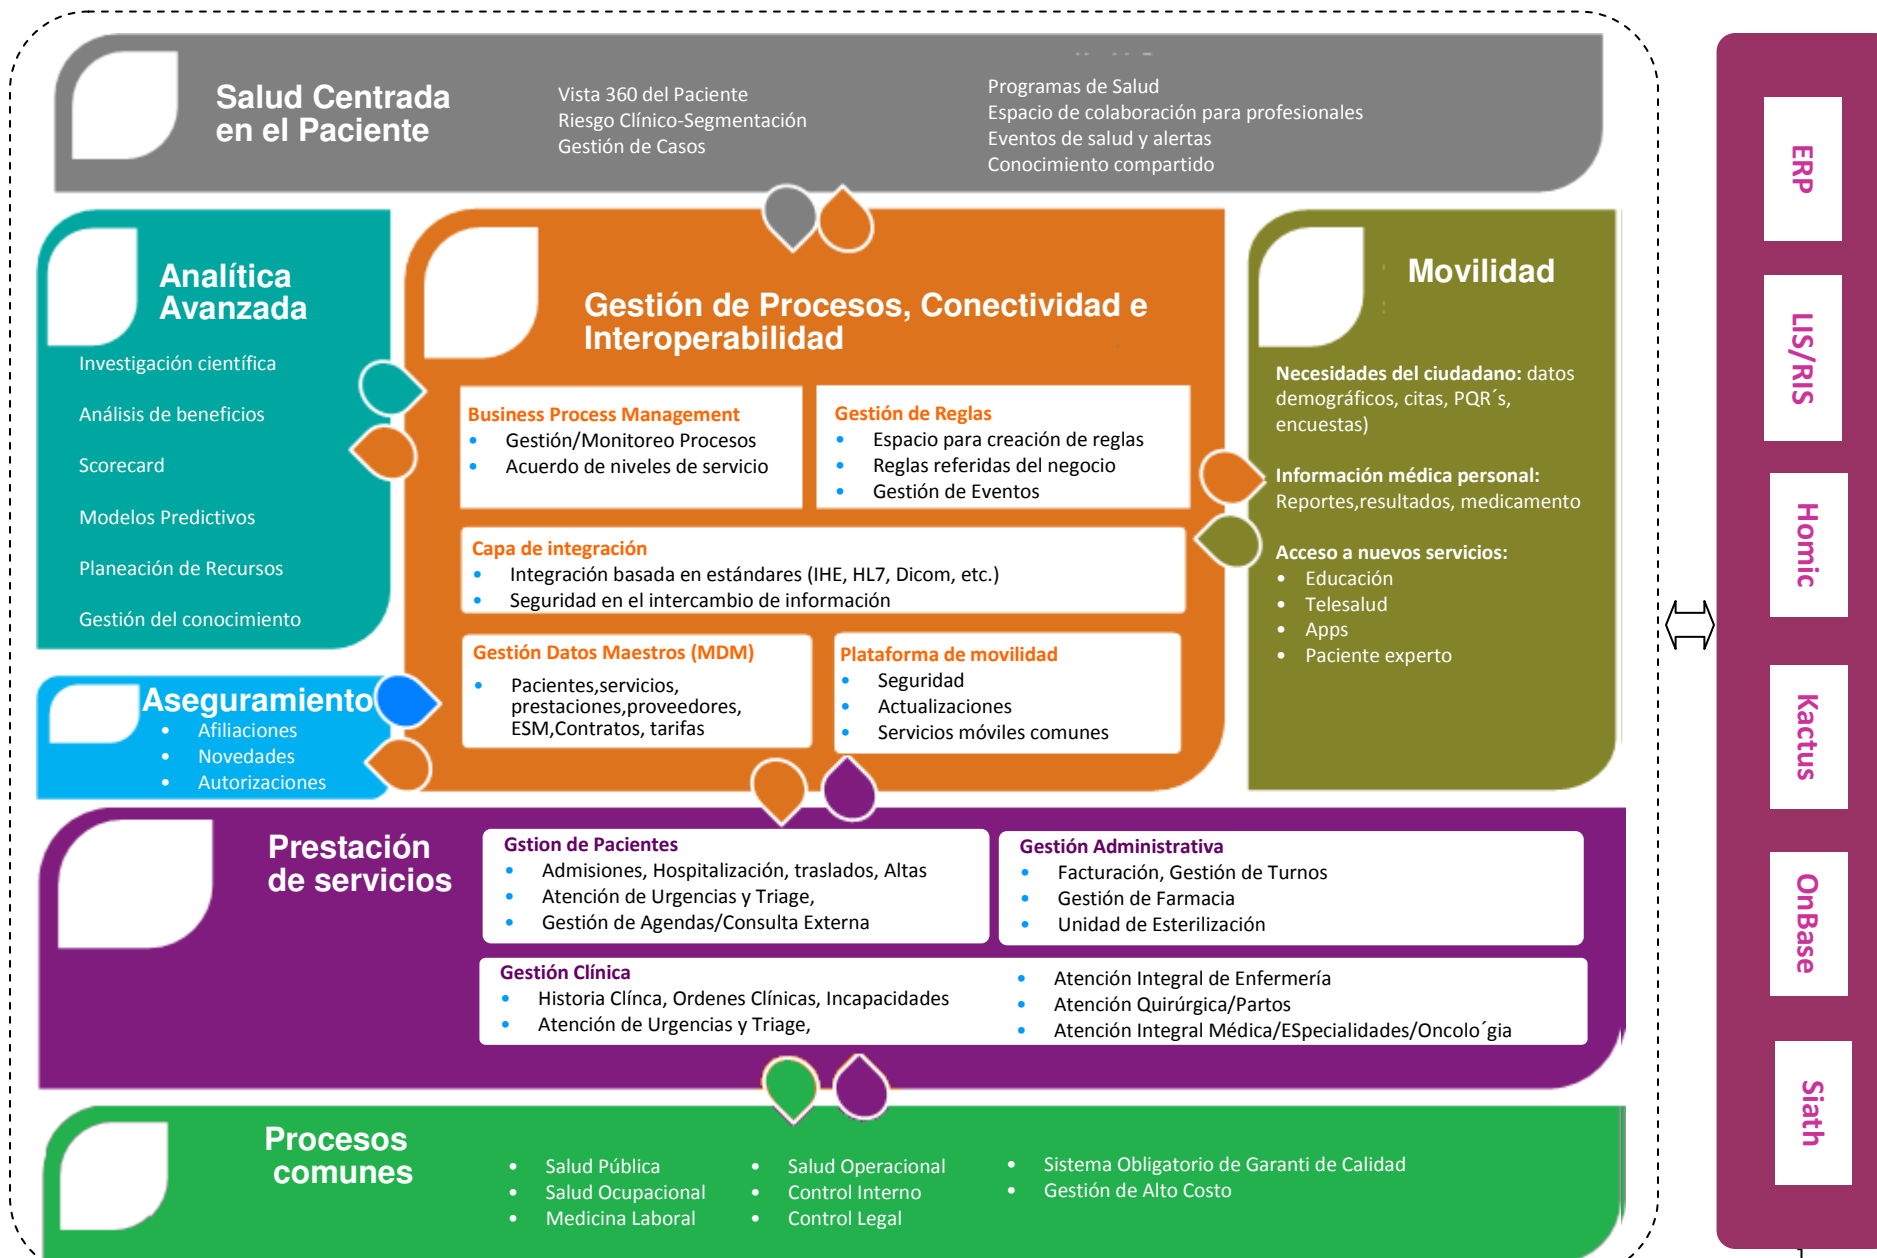 Salud Centrada
en el Paciente
Vista 360 del Paciente
Riesgo Clínico-Segmentación
Gestión de Casos
Programas de Salud
Espacio de colaboración para profesionales
Eventos de salud y alertas
Conocimiento compartido
Analítica
Avanzada
Investigación científica
Análisis de beneficios
Scorecard
Modelos Predictivos
Planeación de Recursos
Gestión del conocimiento
Gestión de Procesos, Conectividad e
Interoperabilidad
Business Process Management
• Gestión/Monitoreo Procesos
• Acuerdo de niveles de servicio
Gestión de Reglas
• Espacio para creación de reglas
• Reglas referidas del negocio
• Gestión de Eventos
Capa de integración
• Integración basada en estándares (IHE, HL7, Dicom, etc.)
• Seguridad en el intercambio de información
Gestión Datos Maestros (MDM)
• Pacientes,servicios,
prestaciones,proveedores,
ESM,Contratos, tarifas
Plataforma de movilidad
• Seguridad
• Actualizaciones
• Servicios móviles comunes
Movilidad
Necesidades del ciudadano: datos
demográficos, citas, PQR´s,
encuestas)
Información médica personal:
Reportes,resultados, medicamento
Acceso a nuevos servicios:
• Educación
• Telesalud
• Apps
• Paciente experto
Aseguramiento
• Afiliaciones
• Novedades
• Autorizaciones
Prestación
de servicios
Gstion de Pacientes
• Admisiones, Hospitalización, traslados, Altas
• Atención de Urgencias y Triage,
• Gestión de Agendas/Consulta Externa
Gestión Administrativa
• Facturación, Gestión de Turnos
• Gestión de Farmacia
• Unidad de Esterilización
Gestión Clínica
• Historia Clínca, Ordenes Clínicas, Incapacidades
• Atención de Urgencias y Triage,
• Atención Integral de Enfermería
• Atención Quirúrgica/Partos
• Atención Integral Médica/ESpecialidades/Oncolo´gia
Procesos
comunes
• Salud Pública
• Salud Ocupacional
• Medicina Laboral
• Salud Operacional
• Control Interno
• Control Legal
• Sistema Obligatorio de Garanti de Calidad
• Gestión de Alto Costo
ERP
LIS/RIS
Homic
Kactus
OnBase
Siath